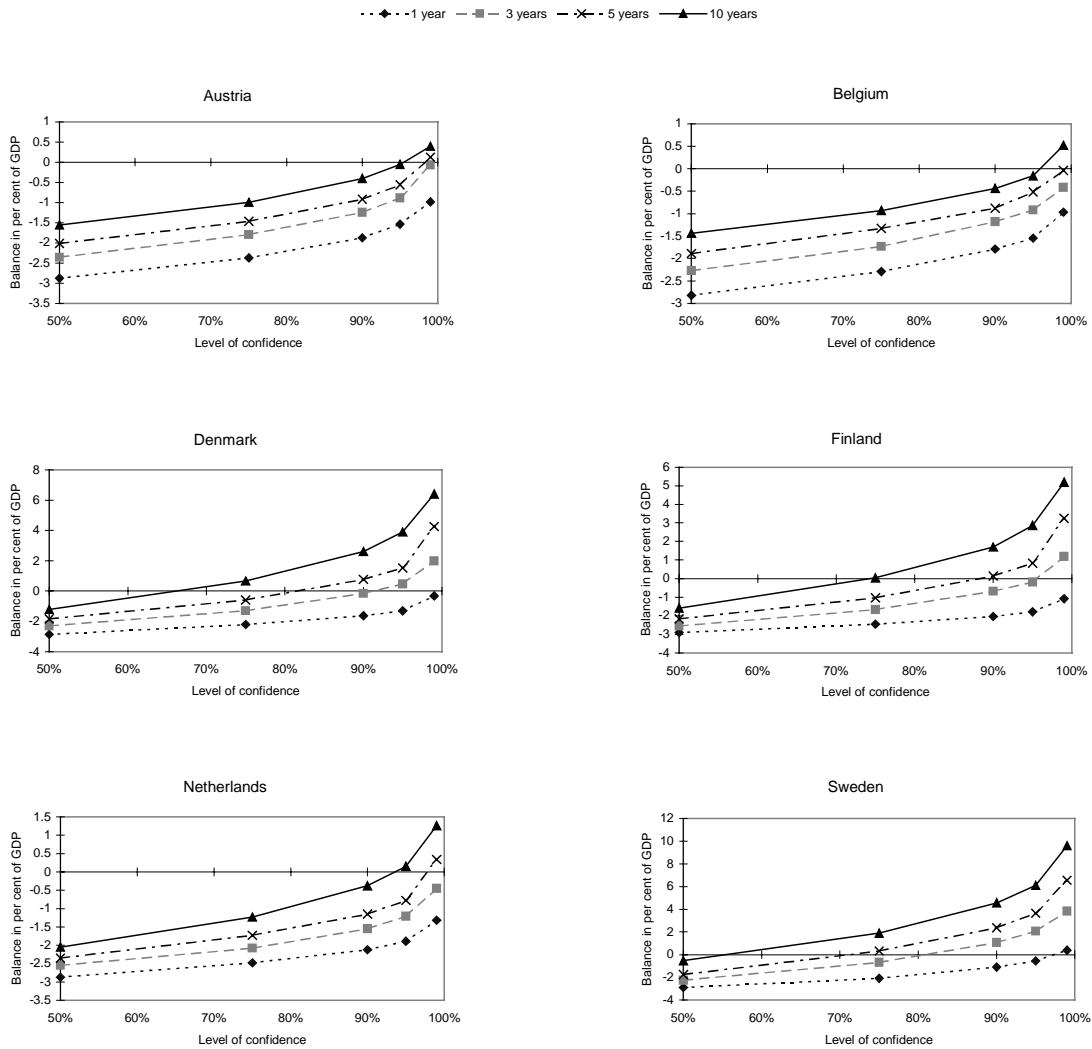 1 year 3 years 5 years 10 years
Austria
Balance in per cent of GDP
1
0.5
0
-0.5
-1
-1.5
-2
-2.5
-3
-3.5
50% 60% 70% 80% 90% 100%
Level of confidence
Belgium
Balance in per cent of GDP
1
0.5
0
-0.5
-1
-1.5
-2
-2.5
-3
50% 60% 70% 80% 90% 100%
Level of confidence
Denmark
Balance in per cent of GDP
8
6
4
2
0
-2
-4
50% 60% 70% 80% 90% 100%
Level of confidence
Finland
Balance in per cent of GDP
6
5
4
3
2
1
0
-1
-2
-3
-4
50% 60% 70% 80% 90% 100%
Level of confidence
Netherlands
Balance in per cent of GDP
1.5
1
0.5
0
-0.5
-1
-1.5
-2
-2.5
-3
-3.5
50% 60% 70% 80% 90% 100%
Level of confidence
Sweden
Balance in per cent of GDP
12
10
8
6
4
2
0
-2
-4
50% 60% 70% 80% 90% 100%
Level of confidence